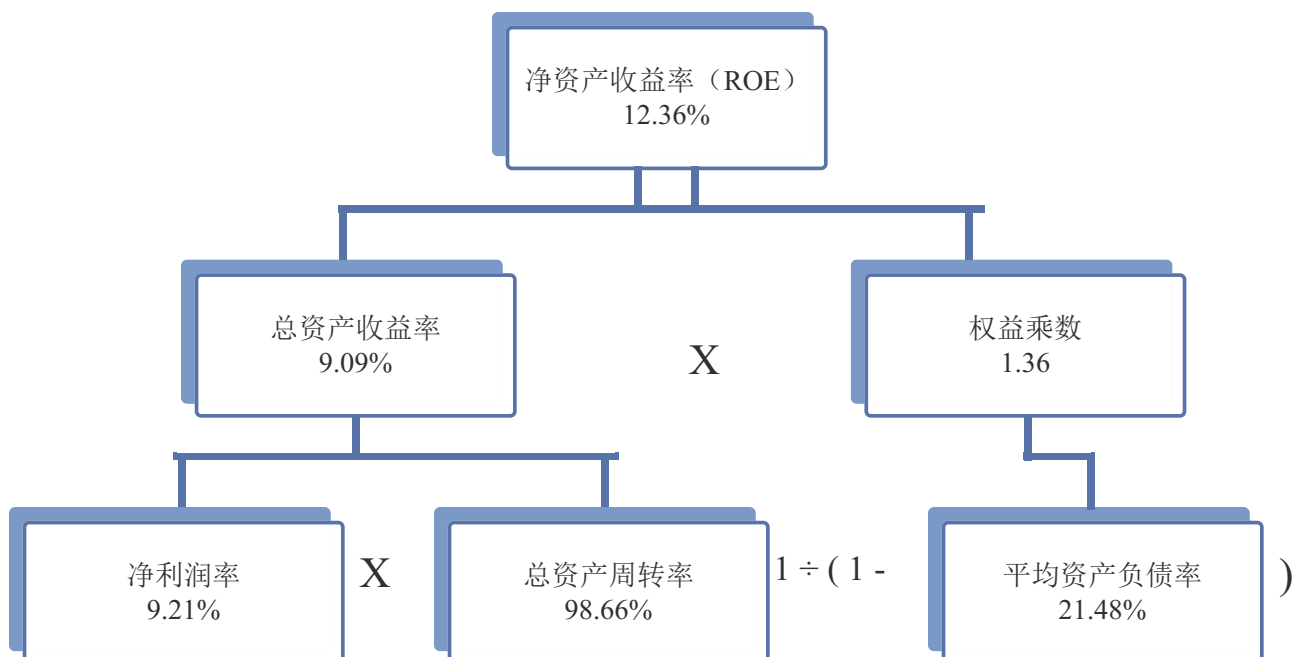 净资产收益率（ROE）
12.36%
总资产收益率
9.09%
X
权益乘数
1.36
净利润率
9.21%
X
总资产周转率
98.66%
1 ÷ ( 1 -
平均资产负债率
21.48%
)